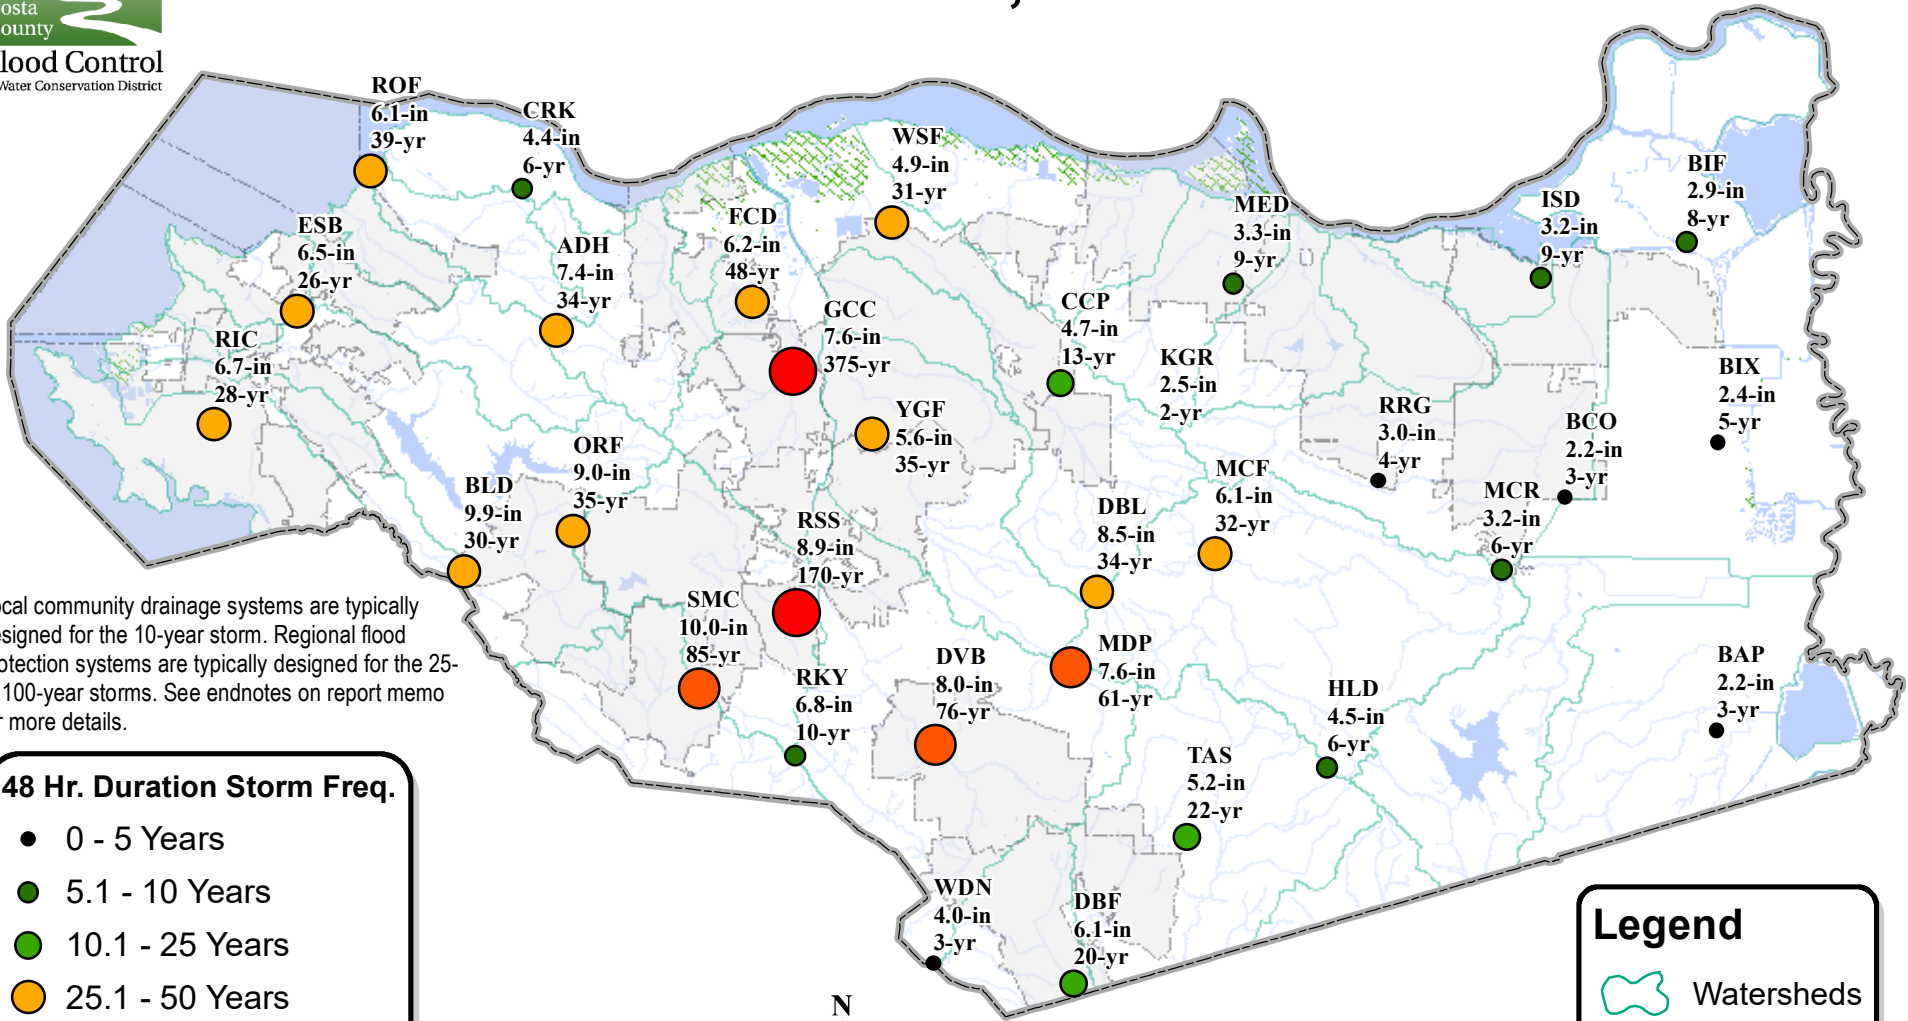 osta
ounty
lood Control
Water Conservation District
ROF
6.1-in
39-yr
CRK
4.4-in
6-yr
WSF
4.9-in
31-yr
BIF
2.9-in
8-yr
ISD
3.2-in
9-yr
MED
3.3-in
9-yr
FCD
6.2-in
48-yr
ESB
6.5-in
26-yr
ADH
7.4-in
34-yr
GCC
7.6-in
375-yr
CCP
4.7-in
13-yr
RIC
6.7-in
28-yr
KGR
2.5-in
2-yr
BIX
2.4-in
5-yr
YGF
5.6-in
35-yr
RRG
3.0-in
4-yr
BCO
2.2-in
3-yr
ORF
9.0-in
35-yr
BLD
9.9-in
30-yr
MCF
6.1-in
32-yr
MCR
3.2-in
6-yr
DBL
8.5-in
34-yr
RSS
8.9-in
170-yr
SMC
10.0-in
85-yr
MDP
7.6-in
61-yr
DVB
8.0-in
76-yr
RKY
6.8-in
10-yr
BAP
2.2-in
3-yr
HLD
4.5-in
6-yr
TAS
5.2-in
22-yr
WDN
4.0-in
3-yr
DBF
6.1-in
20-yr
ocal community drainage systems are typically
esigned for the 10-year storm. Regional flood
otection systems are typically designed for the 25-
100-year storms. See endnotes on report memo
r more details.
48 Hr. Duration Storm Freq.
0 - 5 Years
5.1 - 10 Years
10.1 - 25 Years
25.1 - 50 Years
N
Legend
Watersheds